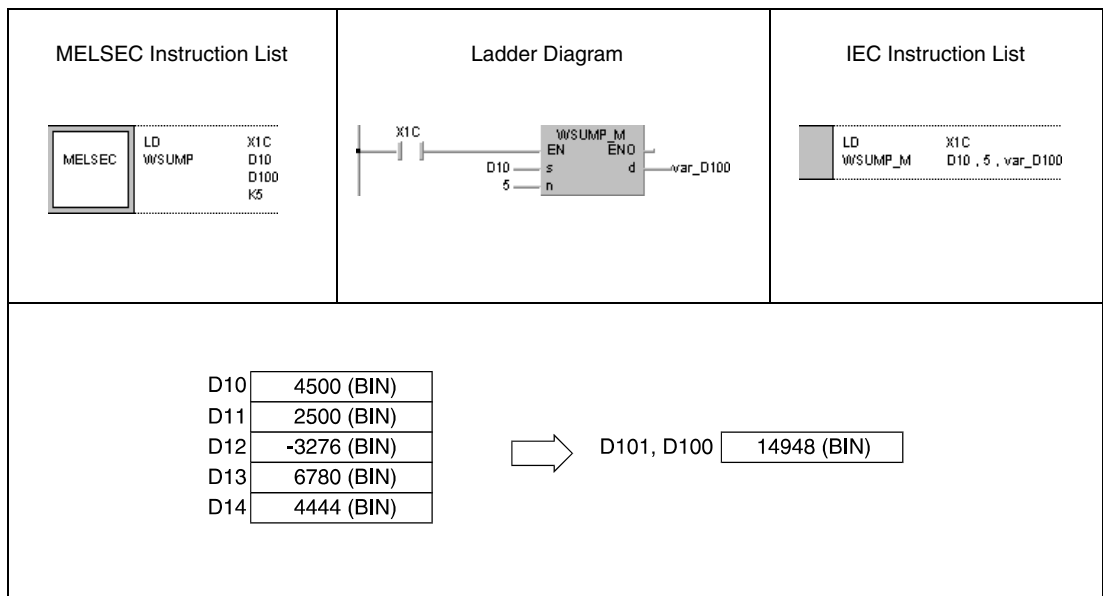 MELSEC Instruction List
MELSEC
LD X1C
WSUMP D10
D100
K5
Ladder Diagram
X1C
WSUMP_M
EN ENO
D10 s d var_D100
5 n
IEC Instruction List
LD X1C
WSUMP_M D10 , 5 , var_D100
D10 4500 (BIN)
D11 2500 (BIN)
D12 -3276 (BIN)
D13 6780 (BIN)
D14 4444 (BIN)
D101, D100 14948 (BIN)